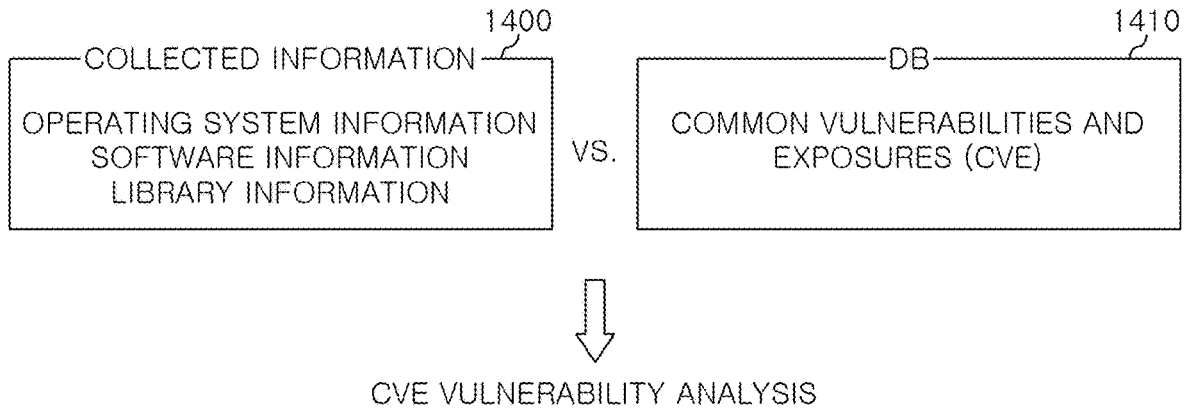 1400
COLLECTED INFORMATION
OPERATING SYSTEM INFORMATION
SOFTWARE INFORMATION
LIBRARY INFORMATION
VS.
1410
DB
COMMON VULNERABILITIES AND
EXPOSURES (CVE)
CVE VULNERABILITY ANALYSIS